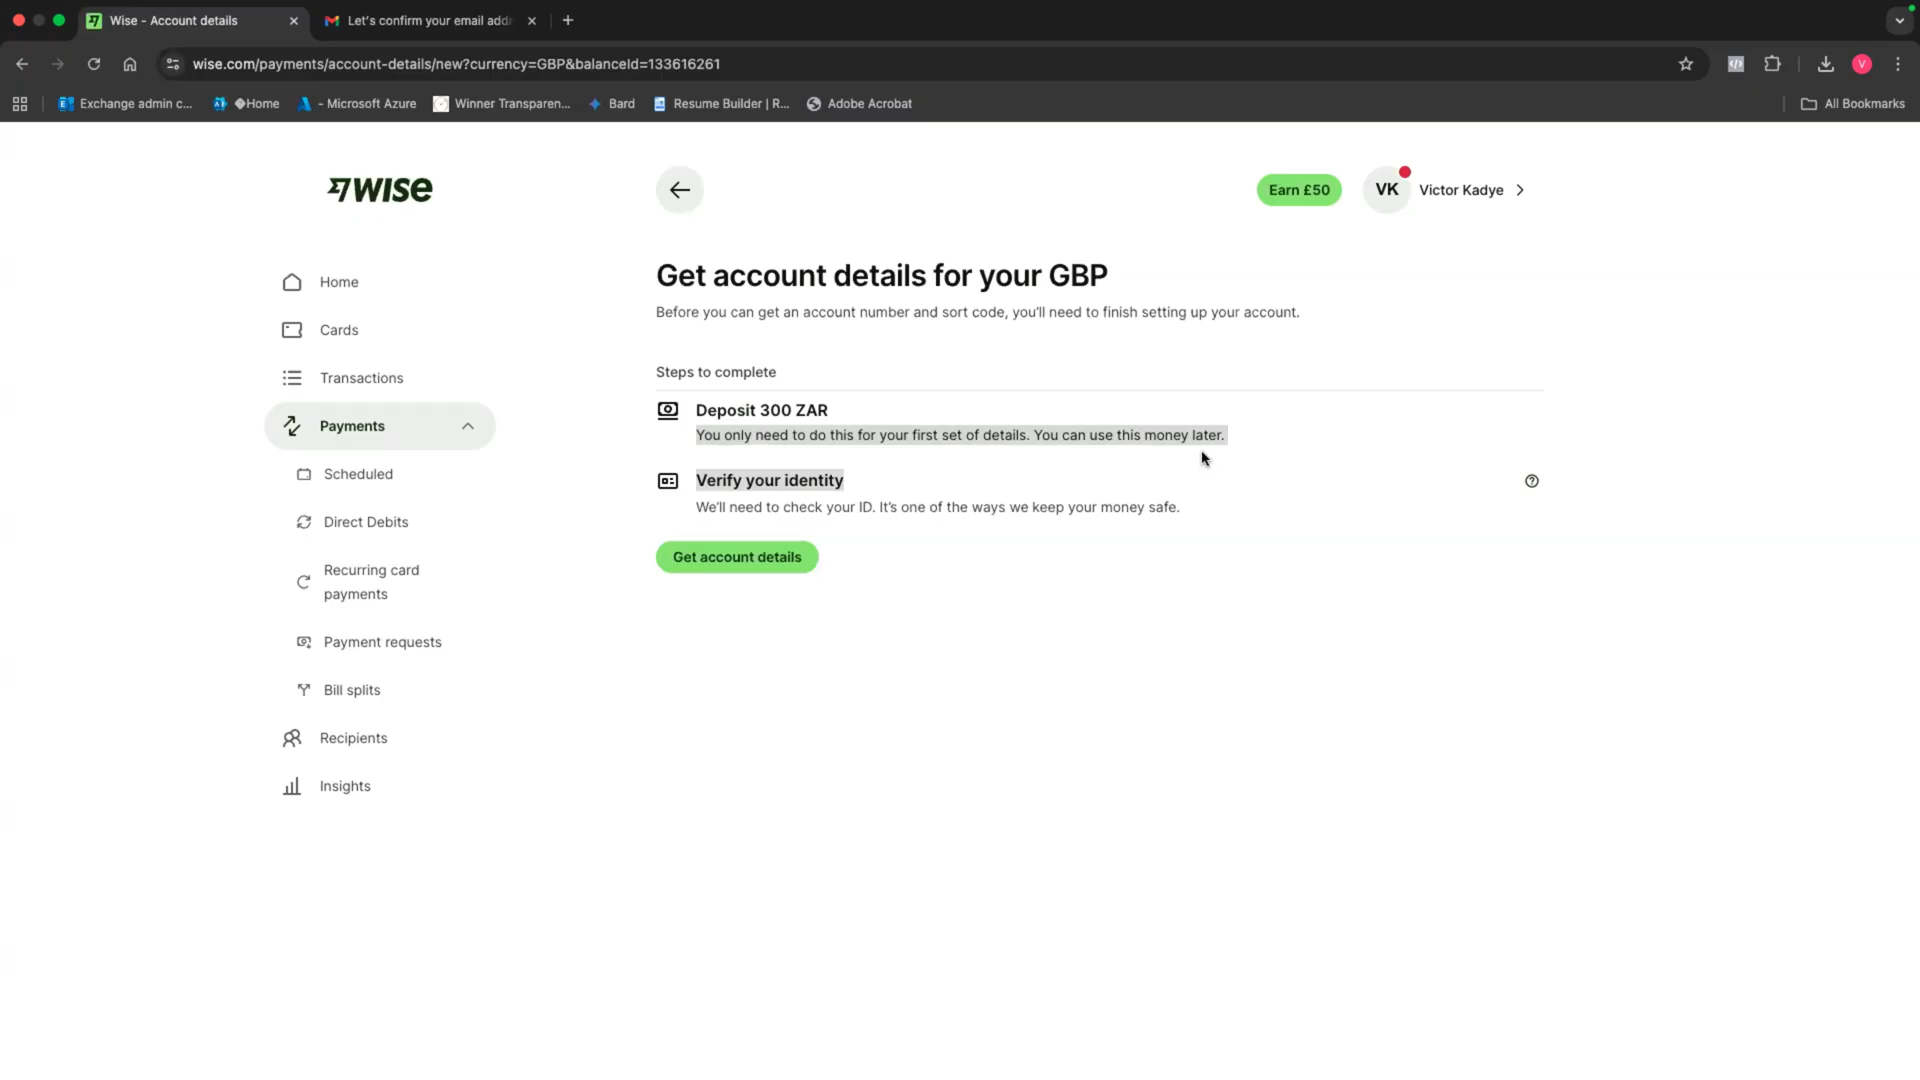 Wise - Account details
Let's confirm your email addr
wise.com/payments/account-details/new?currency=GBP&balanceId=133616261
V
Exchange admin c...
Home
- Microsoft Azure
Winner Transparen...
Bard
Resume Builder | R...
Adobe Acrobat
All Bookmarks
WISE
Earn £50
VK
Victor Kadye
Home
Cards
Transactions
Payments
Scheduled
Direct Debits
Recurring card
payments
Payment requests
Bill splits
Recipients
Insights
Get account details for your GBP
Before you can get an account number and sort code, you'll need to finish setting up your account.
Steps to complete
Deposit 300 ZAR
You only need to do this for your first set of details. You can use this money later.
Verify your identity
We'll need to check your ID. It's one of the ways we keep your money safe.
Get account details